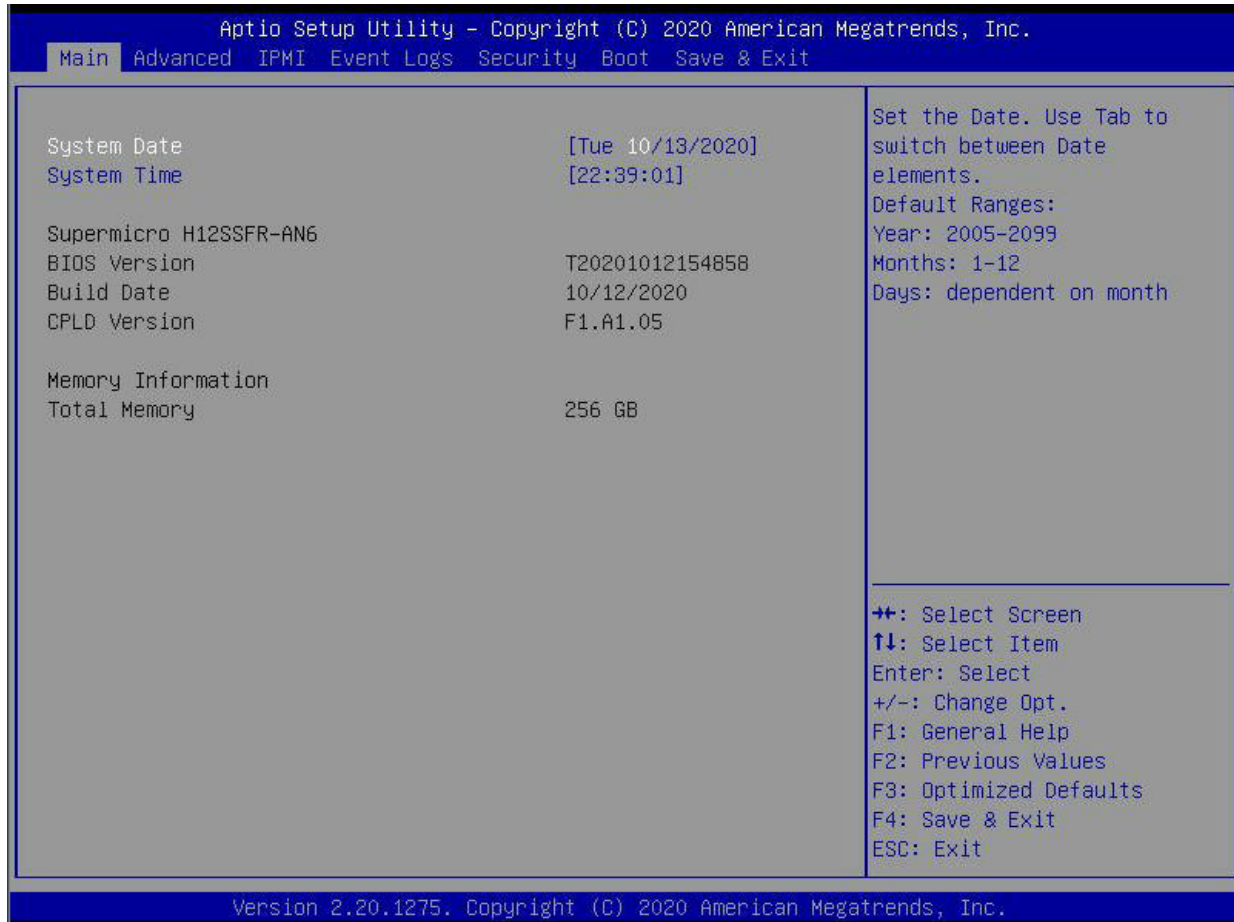 Aptio Setup Utility – Copyright (C) 2020 American Megatrends, Inc.
Main Advanced IPMI Event Logs Security Boot Save & Exit
System Date [Tue 10/13/2020]
System Time [22:39:01]
Supermicro H12SSFR-AN6
BIOS Version T20201012154858
Build Date 10/12/2020
CPLD Version F1.A1.05
Memory Information
Total Memory 256 GB
Set the Date. Use Tab to
switch between Date
elements.
Default Ranges:
Year: 2005-2099
Months: 1-12
Days: dependent on month
→←: Select Screen
↑↓: Select Item
Enter: Select
+/-: Change Opt.
F1: General Help
F2: Previous Values
F3: Optimized Defaults
F4: Save & Exit
ESC: Exit
Version 2.20.1275. Copyright (C) 2020 American Megatrends, Inc.